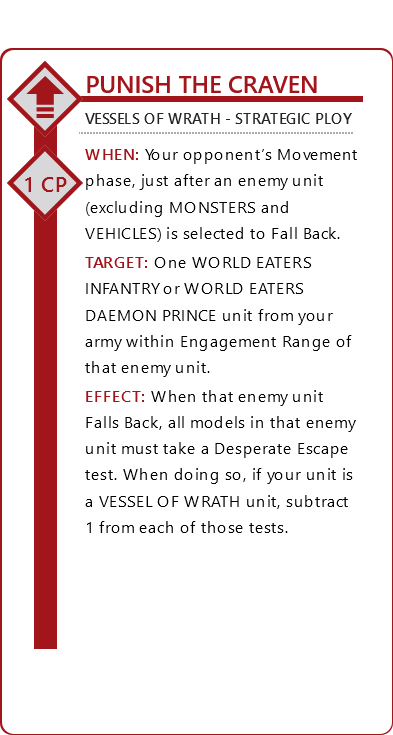 PUNISH THE CRAVEN
VESSELS OF WRATH - STRATEGIC PLOY
WHEN: Your opponent's Movement
phase, just after an enemy unit
1 CP
(excluding MONSTERS and
VEHICLES) is selected to Fall Back.
TARGET: One WORLD EATERS
INFANTRY or WORLD EATERS
DAEMON PRINCE unit from your
army within Engagement Range of
that enemy unit.
EFFECT: When that enemy unit
Falls Back, all models in that enemy
unit must take a Desperate Escape
test. When doing so, if your unit is
a VESSEL OF WRATH unit, subtract
1 from each of those tests.